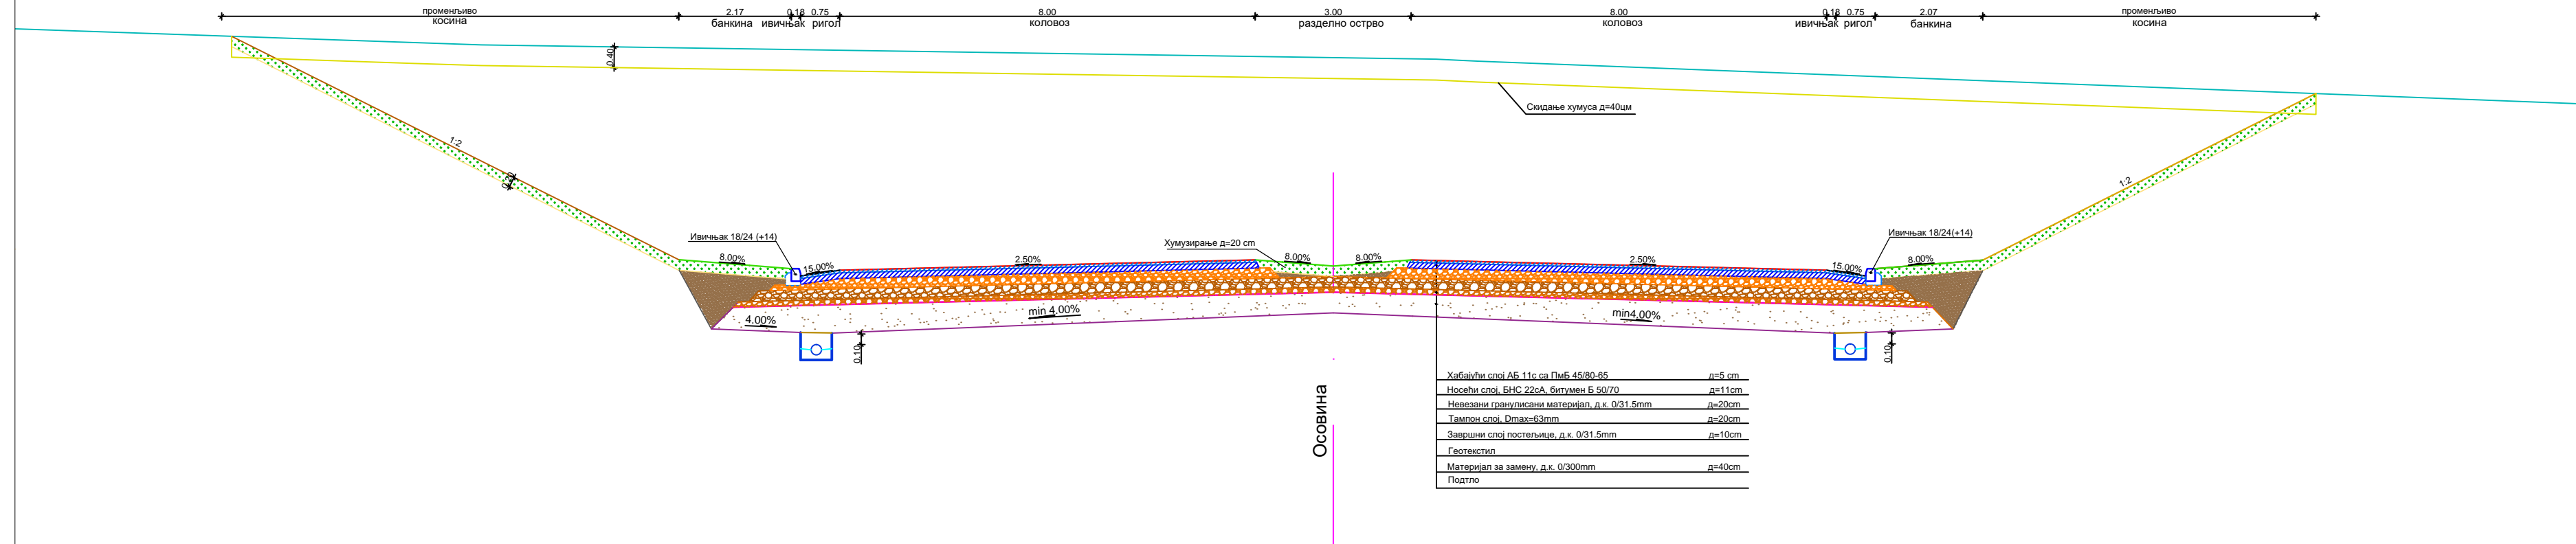 променљиво 2.17 0.18 0.75 8.00 3.00 8.00 0.18 0.75 2.07 променљиво
косина банкина ивичњак ригол коловоз разделно острво коловоз ивичњак ригол банкина косина
0.40
Скидање хумуса д=40цм
1:2
0.20
1:2
Ивичњак 18/24 (+14)
Хумузирање д=20 cm
Ивичњак 18/24(+14)
8.00% 15.00% 2.50% 8.00% 8.00% 2.50% 15.00% 8.00%
4.00% min 4.00% min4.00%
0.10 0.10
Осовина
Хабајући слој АБ 11с са ПмБ 45/80-65 д=5 cm
Носећи слој, БНС 22сА, битумен Б 50/70 д=11cm
Невезани гранулисани материјал, д.к. 0/31.5mm д=20cm
Тампон слој, Dmax=63mm д=20cm
Завршни слој постељице, д.к. 0/31.5mm д=10cm
Геотекстил
Материјал за замену, д.к. 0/300mm д=40cm
Подтло